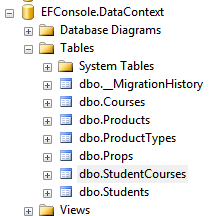 EFConsole.DataContext
Database Diagrams
Tables
System Tables
dbo.__MigrationHistory
dbo.Courses
dbo.Products
dbo.ProductTypes
dbo.Props
dbo.StudentCourses
dbo.Students
Views